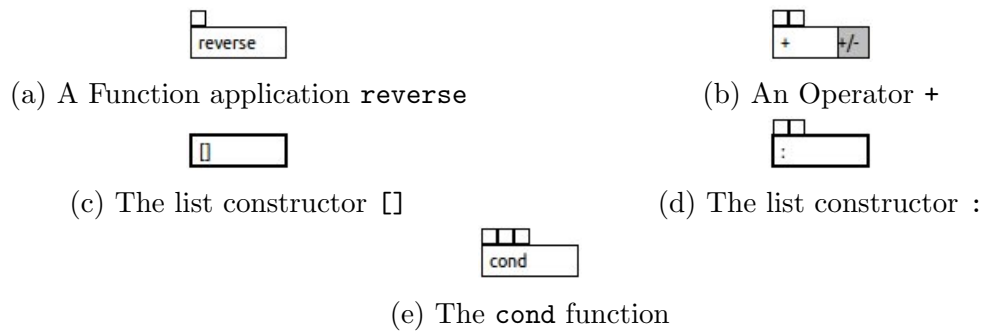 reverse
+ +/-
(a) A Function application reverse
(b) An Operator +
[]
:
(c) The list constructor []
(d) The list constructor :
cond
(e) The cond function